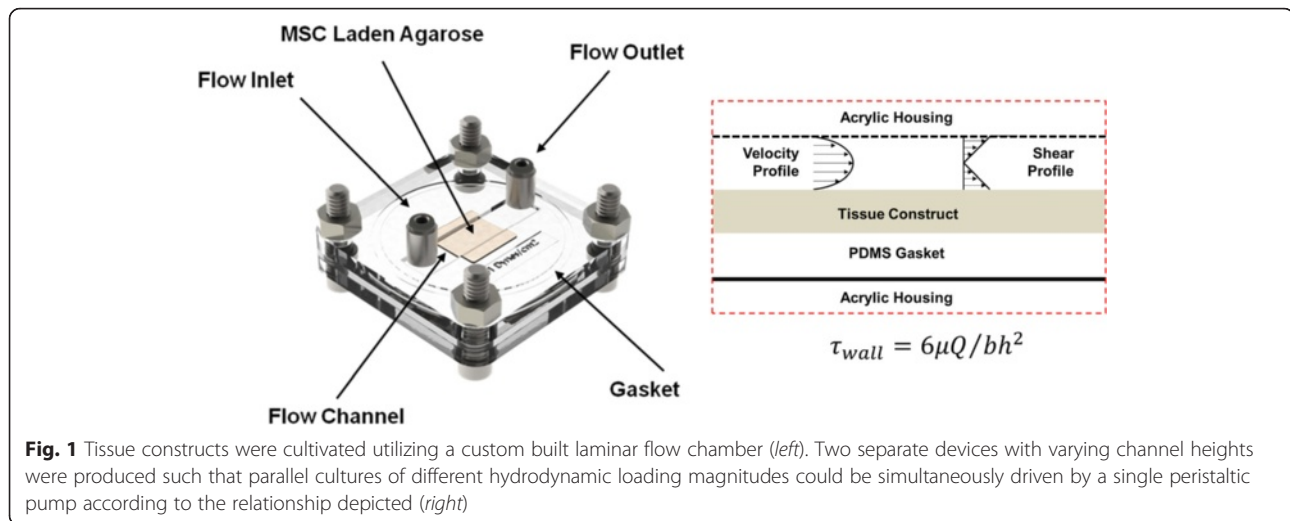 MSC Laden Agarose
Flow Outlet
Flow Inlet
Gasket
Flow Channel
Acrylic Housing
Velocity
Profile
Shear
Profile
Tissue Construct
PDMS Gasket
Acrylic Housing
τ_wall = 6μQ/bh²
Fig. 1 Tissue constructs were cultivated utilizing a custom built laminar flow chamber (left). Two separate devices with varying channel heights
were produced such that parallel cultures of different hydrodynamic loading magnitudes could be simultaneously driven by a single peristaltic
pump according to the relationship depicted (right)